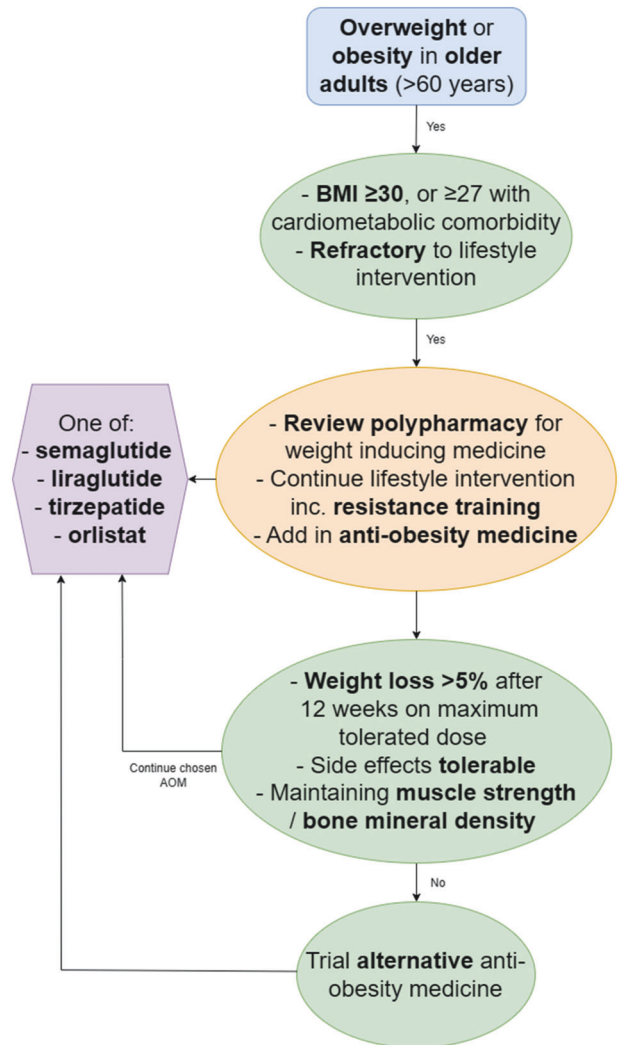 Overweight or
obesity in older
adults (>60 years)
Yes
- BMI ≥30, or ≥27 with
cardiometabolic comorbidity
- Refractory to lifestyle
intervention
Yes
One of:
- semaglutide
- liraglutide
- tirzepatide
- orlistat
- Review polypharmacy for
weight inducing medicine
- Continue lifestyle intervention
inc. resistance training
- Add in anti-obesity medicine
- Weight loss >5% after
12 weeks on maximum
tolerated dose
- Side effects tolerable
- Maintaining muscle strength
/ bone mineral density
Continue chosen
AOM
No
Trial alternative anti-
obesity medicine